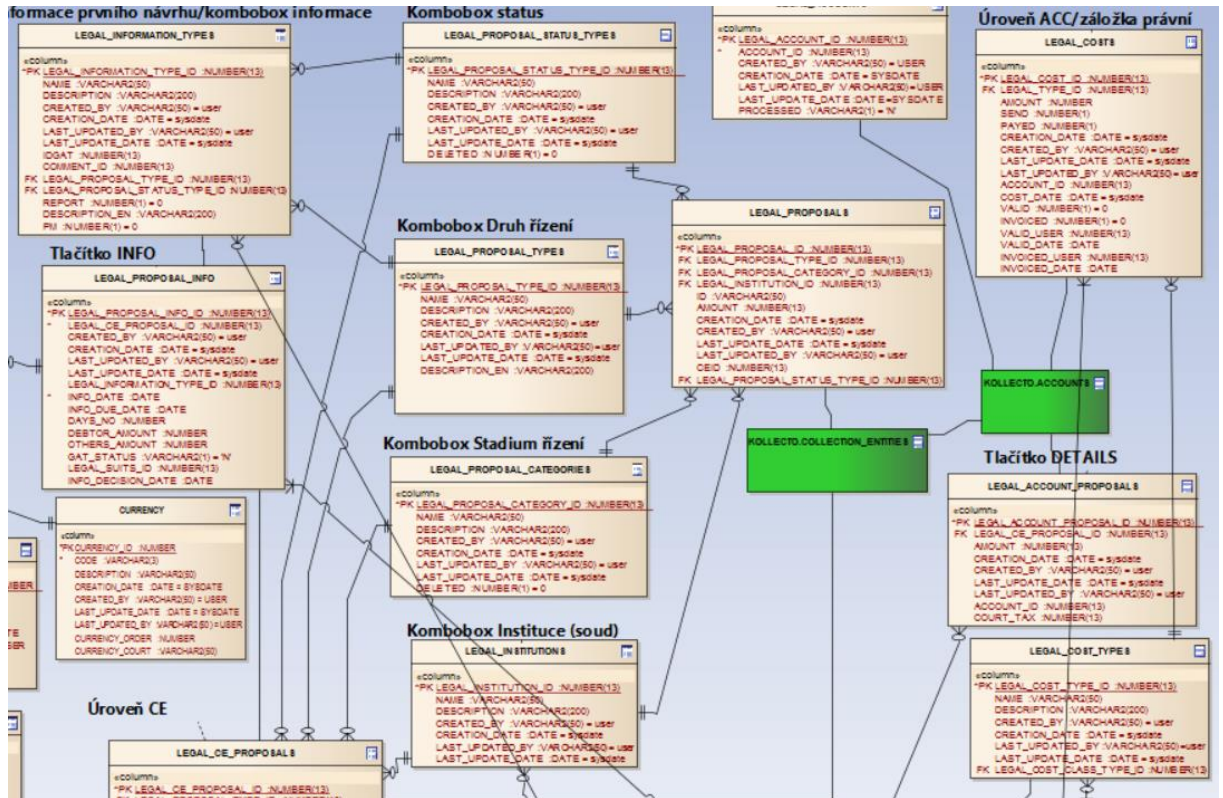 formace prvního návrhu/kombobox informace
LEGAL_INFORMATION_TYPES
«column»
*PK LEGAL_INFORMATION_TYPE_ID :NUMBER(13)
NAME :VARCHAR2(50)
DESCRIPTION :VARCHAR2(200)
CREATED_BY :VARCHAR2(50) = user
CREATION_DATE :DATE = sysdate
LAST_UPDATED_BY :VARCHAR2(50) = user
LAST_UPDATE_DATE :DATE = sysdate
IDGAT :NUMBER(13)
COMMENT_ID :NUMBER(13)
FK LEGAL_PROPOSAL_TYPE_ID :NUMBER(13)
FK LEGAL_PROPOSAL_STATUS_TYPE_ID :NUMBER(13)
REPORT :NUMBER(1) = 0
DESCRIPTION_EN :VARCHAR2(200)
PM :NUMBER(1) = 0
Tlačítko INFO
LEGAL_PROPOSAL_INFO
«column»
*PK LEGAL_PROPOSAL_INFO_ID :NUMBER(13)
* LEGAL_CE_PROPOSAL_ID :NUMBER(13)
CREATED_BY :VARCHAR2(50) = user
CREATION_DATE :DATE = sysdate
LAST_UPDATED_BY :VARCHAR2(50) = user
LAST_UPDATE_DATE :DATE = sysdate
LEGAL_INFORMATION_TYPE_ID :NUMBER(13)
* INFO_DATE :DATE
INFO_DUE_DATE :DATE
DAYS_NO :NUMBER
DEBTOR_AMOUNT :NUMBER
OTHERS_AMOUNT :NUMBER
GAT_STATUS :VARCHAR2(1) = 'N'
LEGAL_SUITS_ID :NUMBER(13)
INFO_DECISION_DATE :DATE
CURRENCY
«column»
*PK CURRENCY_ID :NUMBER
* CODE :VARCHAR2(3)
DESCRIPTION :VARCHAR2(50)
CREATION_DATE :DATE = SYSDATE
CREATED_BY :VARCHAR2(50) = USER
LAST_UPDATE_DATE :DATE = SYSDATE
LAST_UPDATED_BY :VARCHAR2(50) = USER
CURRENCY_ORDER :NUMBER
CURRENCY_COURT :VARCHAR2(50)
Úroveň CE
LEGAL_CE_PROPOSALS
«column»
*PK LEGAL_CE_PROPOSAL_ID :NUMBER(13)
Kombobox status
LEGAL_PROPOSAL_STATUS_TYPES
«column»
*PK LEGAL_PROPOSAL_STATUS_TYPE_ID :NUMBER(13)
NAME :VARCHAR2(50)
DESCRIPTION :VARCHAR2(200)
CREATED_BY :VARCHAR2(50) = user
CREATION_DATE :DATE = sysdate
LAST_UPDATED_BY :VARCHAR2(50) = user
LAST_UPDATE_DATE :DATE = sysdate
DELETED :NUMBER(1) = 0
Kombobox Druh řízení
LEGAL_PROPOSAL_TYPES
«column»
*PK LEGAL_PROPOSAL_TYPE_ID :NUMBER(13)
NAME :VARCHAR2(50)
DESCRIPTION :VARCHAR2(200)
CREATED_BY :VARCHAR2(50) = user
CREATION_DATE :DATE = sysdate
LAST_UPDATED_BY :VARCHAR2(50) = user
LAST_UPDATE_DATE :DATE = sysdate
DESCRIPTION_EN :VARCHAR2(200)
Kombobox Stadium řízení
LEGAL_PROPOSAL_CATEGORIES
«column»
*PK LEGAL_PROPOSAL_CATEGORY_ID :NUMBER(13)
NAME :VARCHAR2(50)
DESCRIPTION :VARCHAR2(200)
CREATED_BY :VARCHAR2(50) = user
CREATION_DATE :DATE = sysdate
LAST_UPDATED_BY :VARCHAR2(50) = user
LAST_UPDATE_DATE :DATE = sysdate
DELETED :NUMBER(1) = 0
Kombobox Instituce (soud)
LEGAL_INSTITUTIONS
«column»
*PK LEGAL_INSTITUTION_ID :NUMBER(13)
NAME :VARCHAR2(50)
DESCRIPTION :VARCHAR2(200)
CREATED_BY :VARCHAR2(50) = user
CREATION_DATE :DATE = sysdate
LAST_UPDATED_BY :VARCHAR2(50) = user
LAST_UPDATE_DATE :DATE = sysdate
«column»
*PK LEGAL_ACCOUNT_ID :NUMBER(13)
* ACCOUNT_ID :NUMBER(13)
CREATED_BY :VARCHAR2(50) = USER
CREATION_DATE :DATE = SYSDATE
LAST_UPDATED_BY :VARCHAR2(50) = USER
LAST_UPDATE_DATE :DATE = SYSDATE
PROCESSED :VARCHAR2(1) = 'N'
LEGAL_PROPOSALS
«column»
*PK LEGAL_PROPOSAL_ID :NUMBER(13)
FK LEGAL_PROPOSAL_TYPE_ID :NUMBER(13)
FK LEGAL_PROPOSAL_CATEGORY_ID :NUMBER(13)
FK LEGAL_INSTITUTION_ID :NUMBER(13)
ID :VARCHAR2(50)
AMOUNT :NUMBER(13)
CREATION_DATE :DATE = sysdate
CREATED_BY :VARCHAR2(50) = user
LAST_UPDATE_DATE :DATE = sysdate
LAST_UPDATED_BY :VARCHAR2(50) = user
CEID :NUMBER(13)
FK LEGAL_PROPOSAL_STATUS_TYPE_ID :NUMBER(13)
KOLLECTO.COLLECTION_ENTITIES
Úroveň ACC/záložka právní
LEGAL_COSTS
«column»
*PK LEGAL_COST_ID :NUMBER(13)
FK LEGAL_TYPE_ID :NUMBER(13)
AMOUNT :NUMBER
SEND :NUMBER(1)
PAYED :NUMBER(1)
CREATION_DATE :DATE = sysdate
CREATED_BY :VARCHAR2(50) = user
LAST_UPDATE_DATE :DATE = sysdate
LAST_UPDATED_BY :VARCHAR2(50) = user
ACCOUNT_ID :NUMBER(13)
COST_DATE :DATE = sysdate
VALID :NUMBER(1) = 0
INVOICED :NUMBER(1) = 0
VALID_USER :NUMBER(13)
VALID_DATE :DATE
INVOICED_USER :NUMBER(13)
INVOICED_DATE :DATE
KOLLECTO.ACCOUNTS
Tlačítko DETAILS
LEGAL_ACCOUNT_PROPOSALS
«column»
*PK LEGAL_ACCOUNT_PROPOSAL_ID :NUMBER(13)
FK LEGAL_CE_PROPOSAL_ID :NUMBER(13)
AMOUNT :NUMBER(13)
CREATION_DATE :DATE = sysdate
CREATED_BY :VARCHAR2(50) = user
LAST_UPDATE_DATE :DATE = sysdate
LAST_UPDATED_BY :VARCHAR2(50) = user
ACCOUNT_ID :NUMBER(13)
COURT_TAX :NUMBER(13)
LEGAL_COST_TYPES
«column»
*PK LEGAL_COST_TYPE_ID :NUMBER(13)
NAME :VARCHAR2(50)
DESCRIPTION :VARCHAR2(200)
CREATED_BY :VARCHAR2(50) = user
CREATION_DATE :DATE = sysdate
LAST_UPDATED_BY :VARCHAR2(50) = user
LAST_UPDATE_DATE :DATE = sysdate
FK LEGAL_COST_CLASS_TYPE_ID :NUMBER(13)